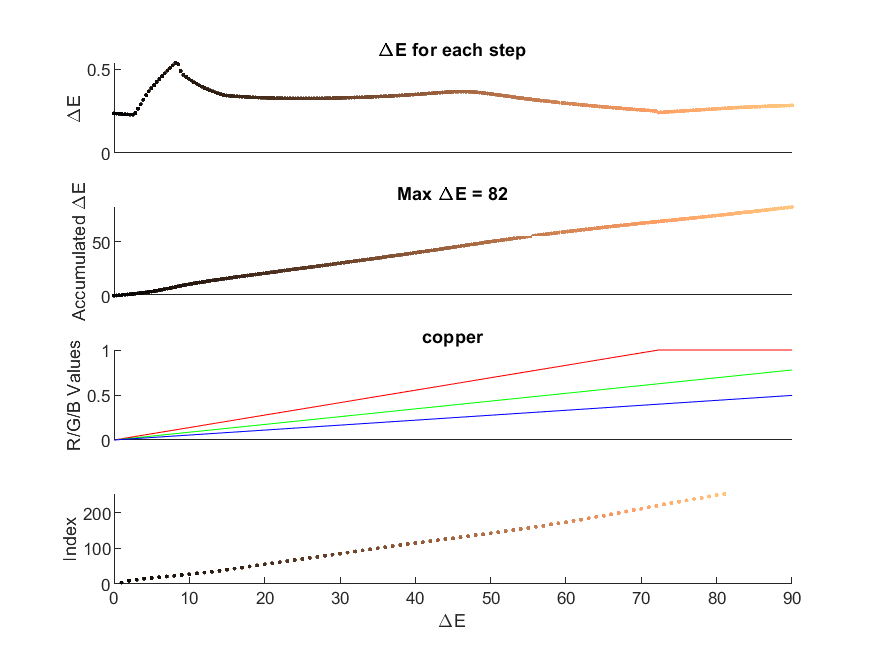 ΔE for each step
ΔE
0.5
0
Max ΔE = 82
Accumulated ΔE
50
0
copper
R/G/B Values
1
0.5
0
Index
200
100
0
0 10 20 30 40 50 60 70 80 90
ΔE